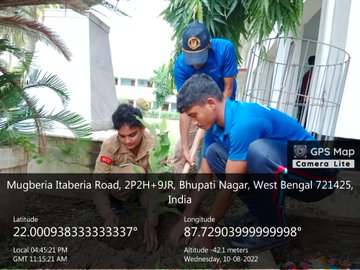 GPS Map
Camera Lite
Mugberia Itaberia Road, 2P2H+9JR, Bhupati Nagar, West Bengal 721425,
India
Latitude
22.000938333333337°
Longitude
87.72903999999998°
Local 04:45:21 PM
GMT 11:15:21 AM
Altitude -42.1 meters
Wednesday, 10-08-2022